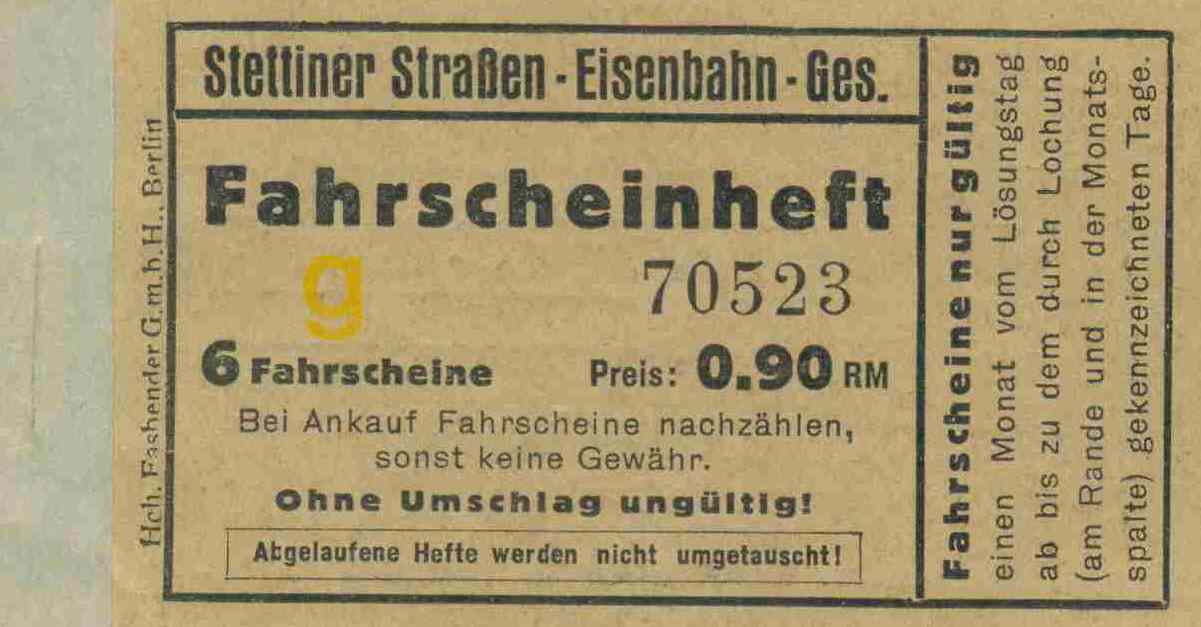 Stettiner Straßen-Eisenbahn-Ges.
Fahrscheinheft
g 70523
6 Fahrscheine Preis: 0.90 RM
Bei Ankauf Fahrscheine nachzählen,
sonst keine Gewähr.
Ohne Umschlag ungültig!
Abgelaufene Hefte werden nicht umgetauscht!
Fahrscheine nur gültig
einen Monat vom Lösungstag
ab bis zu dem durch Lochung
(am Rande und in der Monats-
spalte) gekennzeichneten Tage.
Hch. Fashender G.m.b.H., Berlin